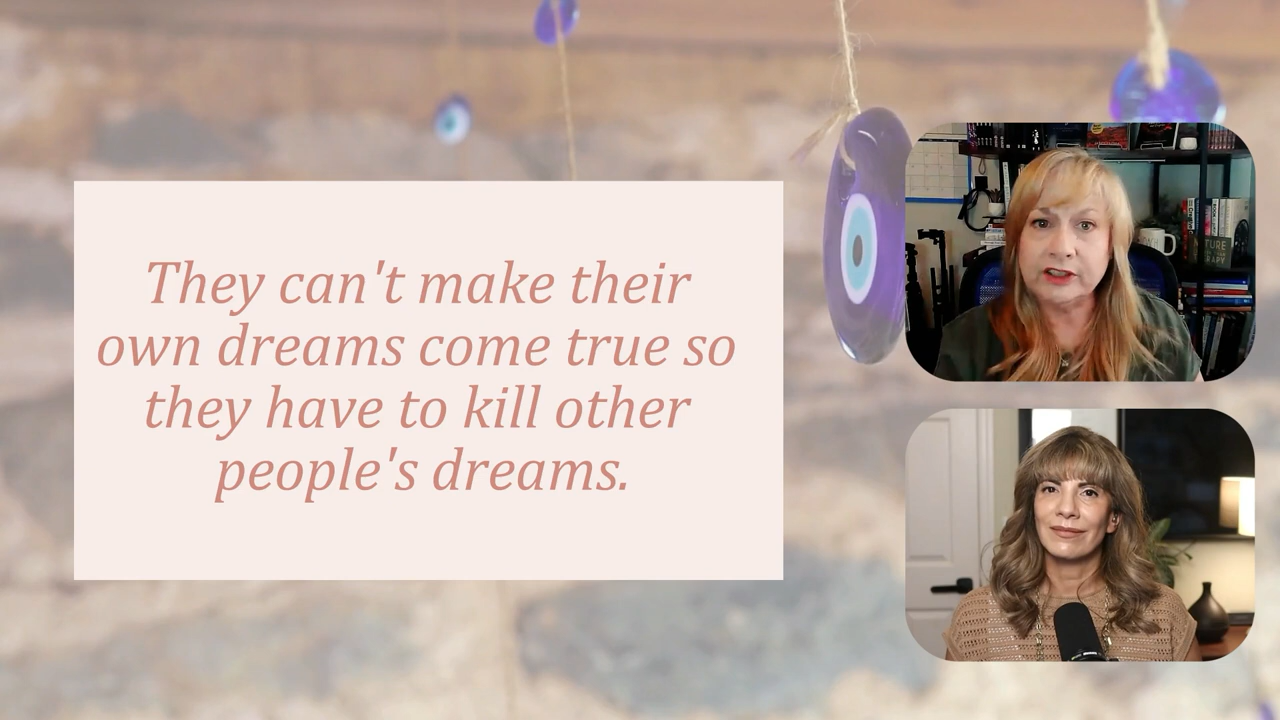 They can't make their
own dreams come true so
they have to kill other
people's dreams.